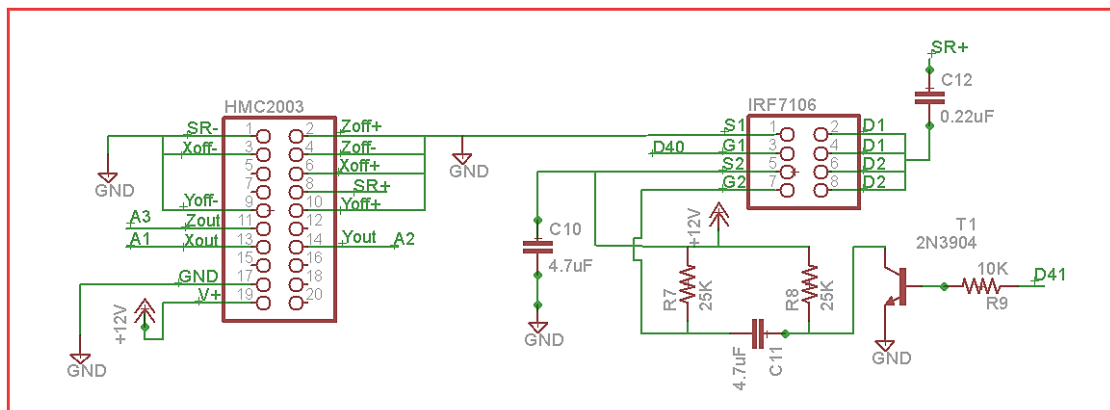 SR+
C12
0.22uF
HMC2003
IRF7106
SR- 1 2 Zoff+
Xoff- 3 4 Zoff-
5 6 Xoff+
7 8 SR+
Yoff- 9 10 Yoff+
A3 Zout 11 12
A1 Xout 13 14 Yout A2
15 16
GND 17 18
V+ 19 20
+12V
GND
GND
GND
S1 1 2 D1
D40 G1 3 4 D1
S2 5 6 D2
G2 7 8 D2
C10
4.7uF
GND
+12V
R7
25K
R8
25K
4.7uF
C11
T1
2N3904
10K
R9
D41
GND